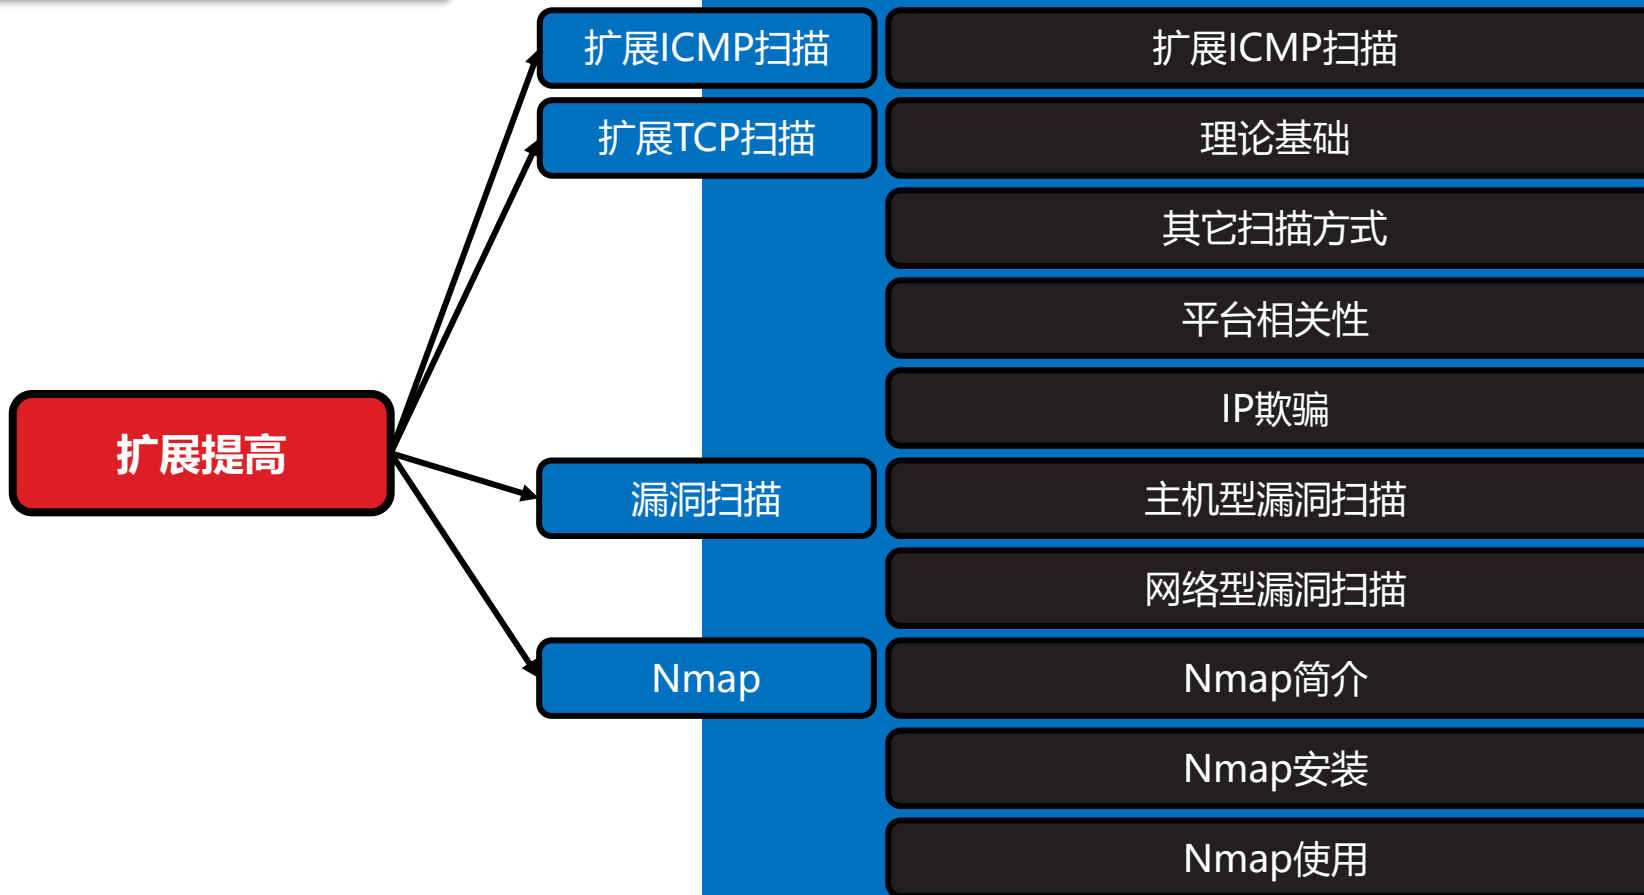 扩展ICMP扫描
扩展ICMP扫描
扩展TCP扫描
理论基础
其它扫描方式
平台相关性
IP欺骗
扩展提高
漏洞扫描
主机型漏洞扫描
网络型漏洞扫描
Nmap
Nmap简介
Nmap安装
Nmap使用